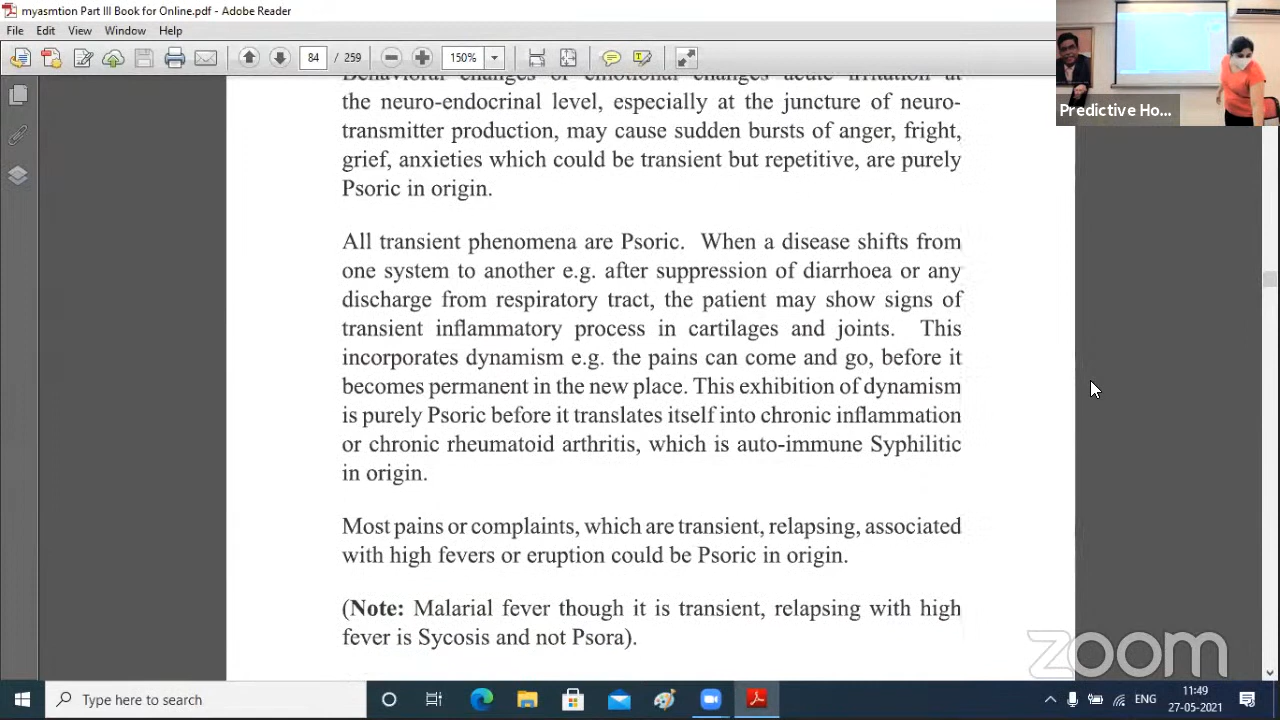 myasmtion Part III Book for Online.pdf - Adobe Reader
File Edit View Window Help
84 / 259 150%
Behavioral changes or emotional changes acute irritation at
the neuro-endocrinal level, especially at the juncture of neuro-
transmitter production, may cause sudden bursts of anger, fright,
grief, anxieties which could be transient but repetitive, are purely
Psoric in origin.
All transient phenomena are Psoric. When a disease shifts from
one system to another e.g. after suppression of diarrhoea or any
discharge from respiratory tract, the patient may show signs of
transient inflammatory process in cartilages and joints. This
incorporates dynamism e.g. the pains can come and go, before it
becomes permanent in the new place. This exhibition of dynamism
is purely Psoric before it translates itself into chronic inflammation
or chronic rheumatoid arthritis, which is auto-immune Syphilitic
in origin.
Most pains or complaints, which are transient, relapsing, associated
with high fevers or eruption could be Psoric in origin.
(Note: Malarial fever though it is transient, relapsing with high
fever is Sycosis and not Psora).
Predictive Ho...
zoom
Type here to search
ENG
11:49
27-05-2021